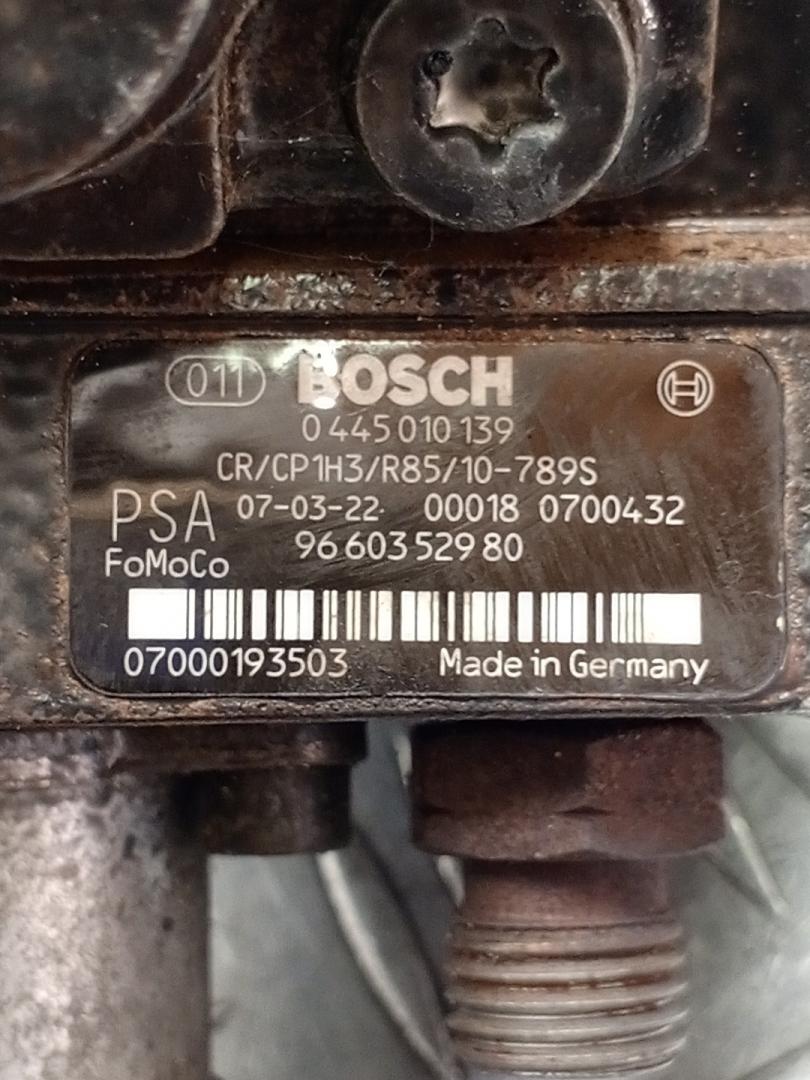 011 BOSCH
0 445 010 139
CR/CP1H3/R85/10-789S
PSA 07-03-22 00018 0700432
FoMoCo 96 603 529 80
07000193503 Made in Germany